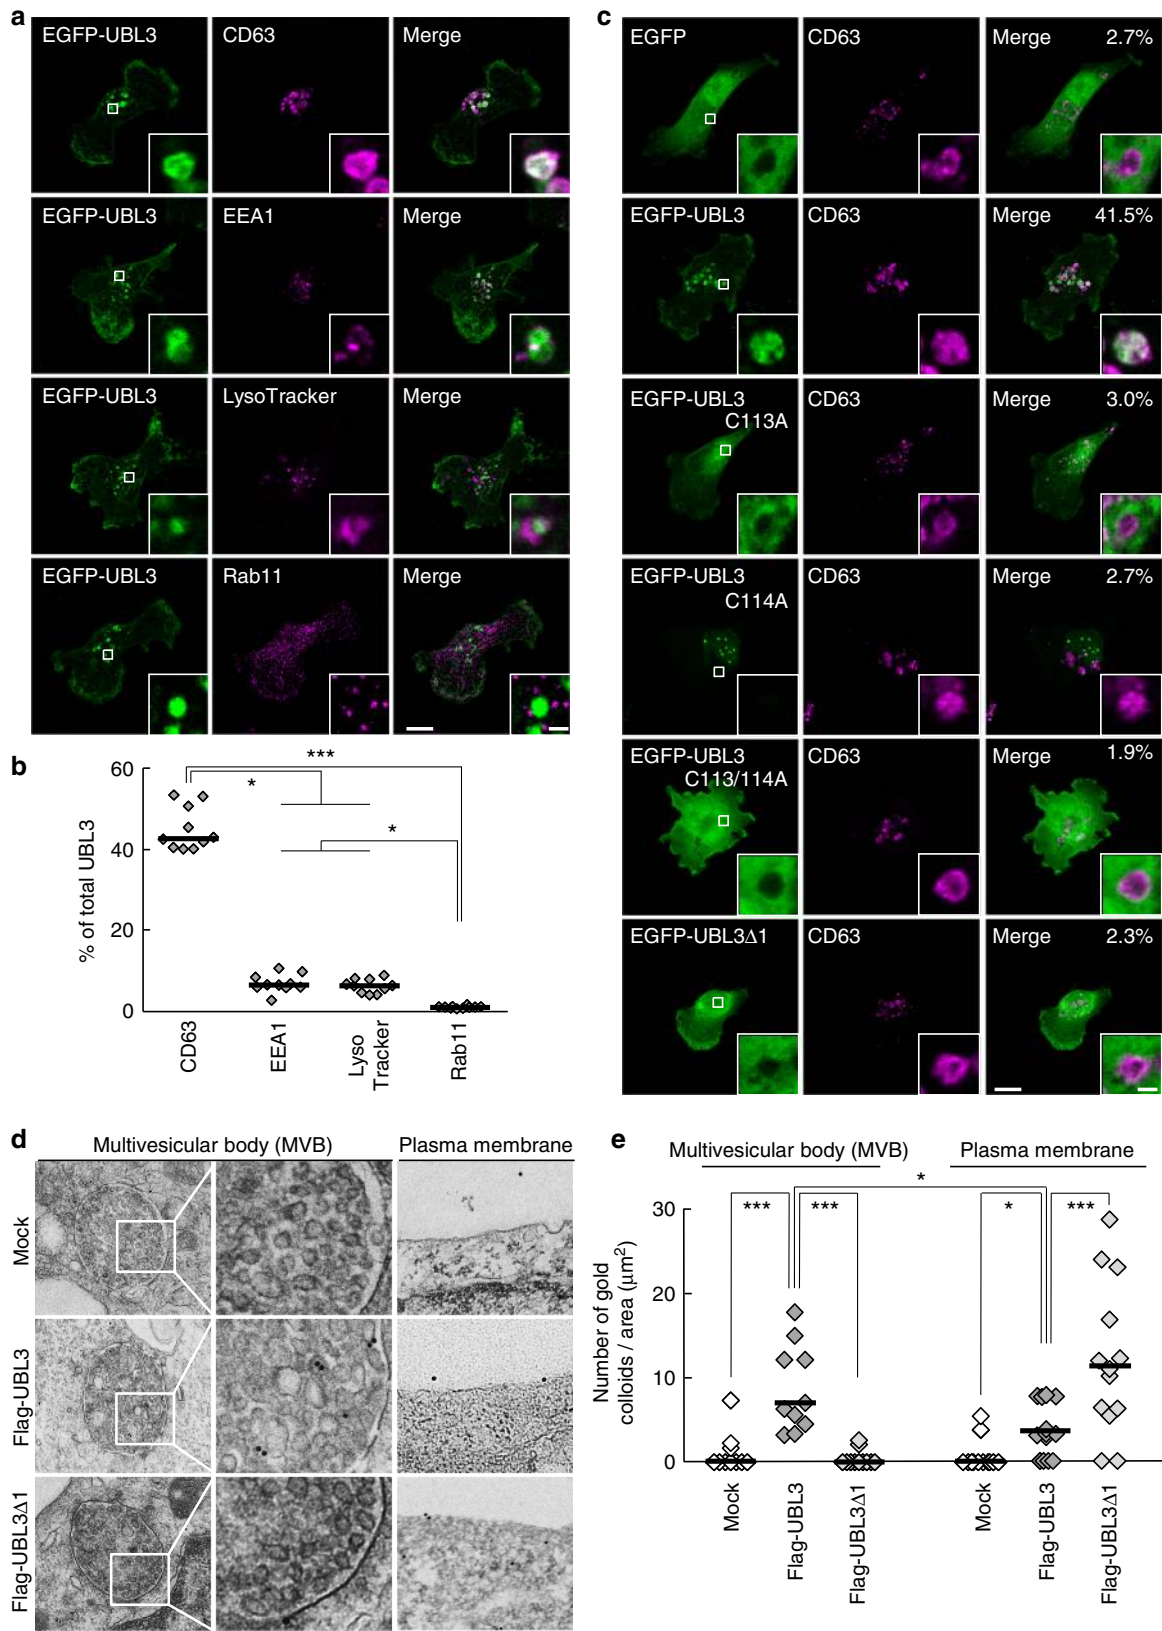 a
EGFP-UBL3 CD63 Merge
EGFP-UBL3 EEA1 Merge
EGFP-UBL3 LysoTracker Merge
EGFP-UBL3 Rab11 Merge
b
% of total UBL3
60
40
20
0
***
*
*
CD63
EEA1
Lyso
Tracker
Rab11
c
EGFP CD63 Merge 2.7%
EGFP-UBL3 CD63 Merge 41.5%
EGFP-UBL3 CD63 Merge 3.0%
C113A
EGFP-UBL3 CD63 Merge 2.7%
C114A
EGFP-UBL3 CD63 Merge 1.9%
C113/114A
EGFP-UBL3Δ1 CD63 Merge 2.3%
d
Multivesicular body (MVB) Plasma membrane
Mock
Flag-UBL3
Flag-UBL3Δ1
e
Multivesicular body (MVB) Plasma membrane
*
*** *** * ***
Number of gold
colloids / area (μm²)
30
20
10
0
Mock
Flag-UBL3
Flag-UBL3Δ1
Mock
Flag-UBL3
Flag-UBL3Δ1